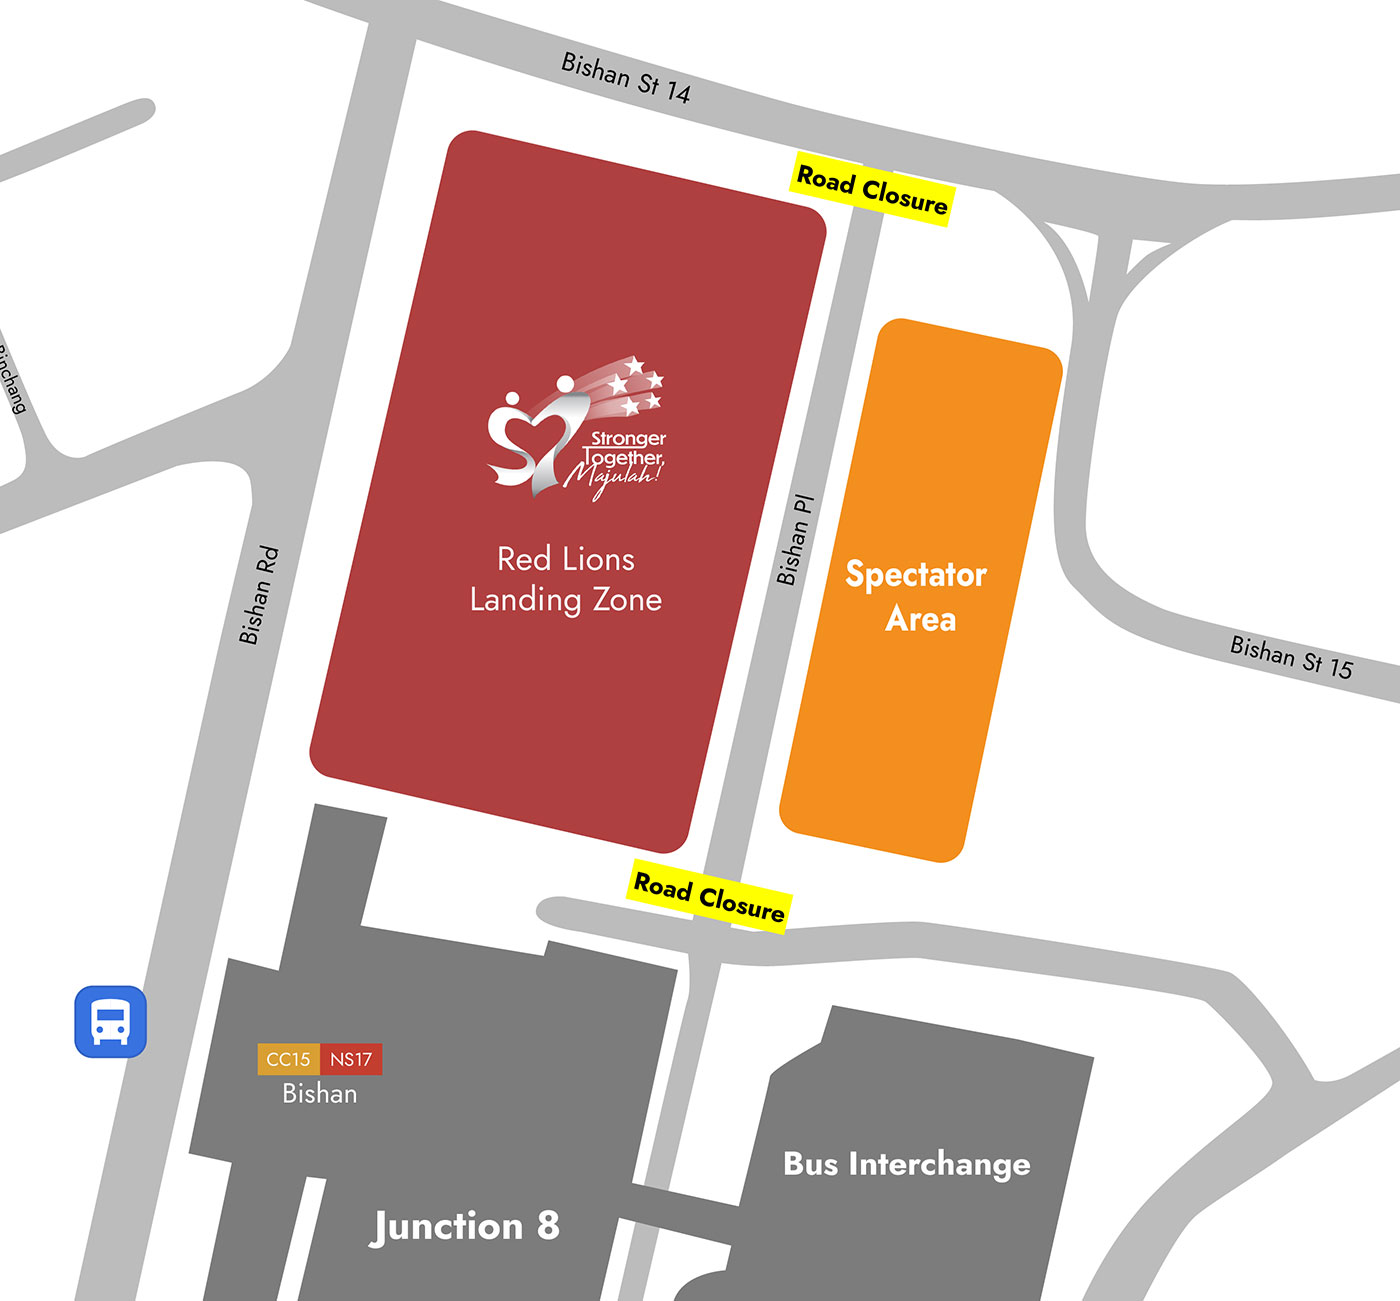 Bishan St 14
Road Closure
Binchang
Stronger
Together,
Majulah!
Red Lions
Landing Zone
Bishan Pl
Spectator
Area
Bishan Rd
Bishan St 15
Road Closure
CC15 NS17
Bishan
Bus Interchange
Junction 8